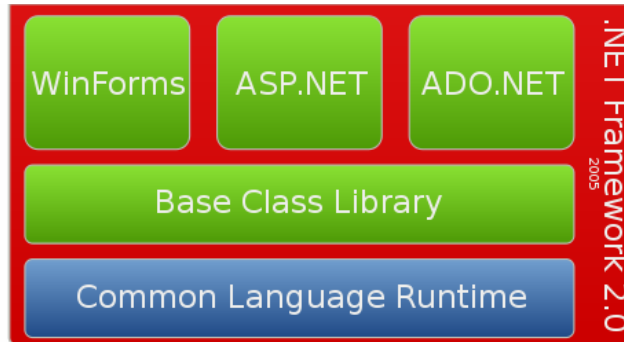 WinForms
ASP.NET
ADO.NET
Base Class Library
Common Language Runtime
.NET Framework 2.0
2005